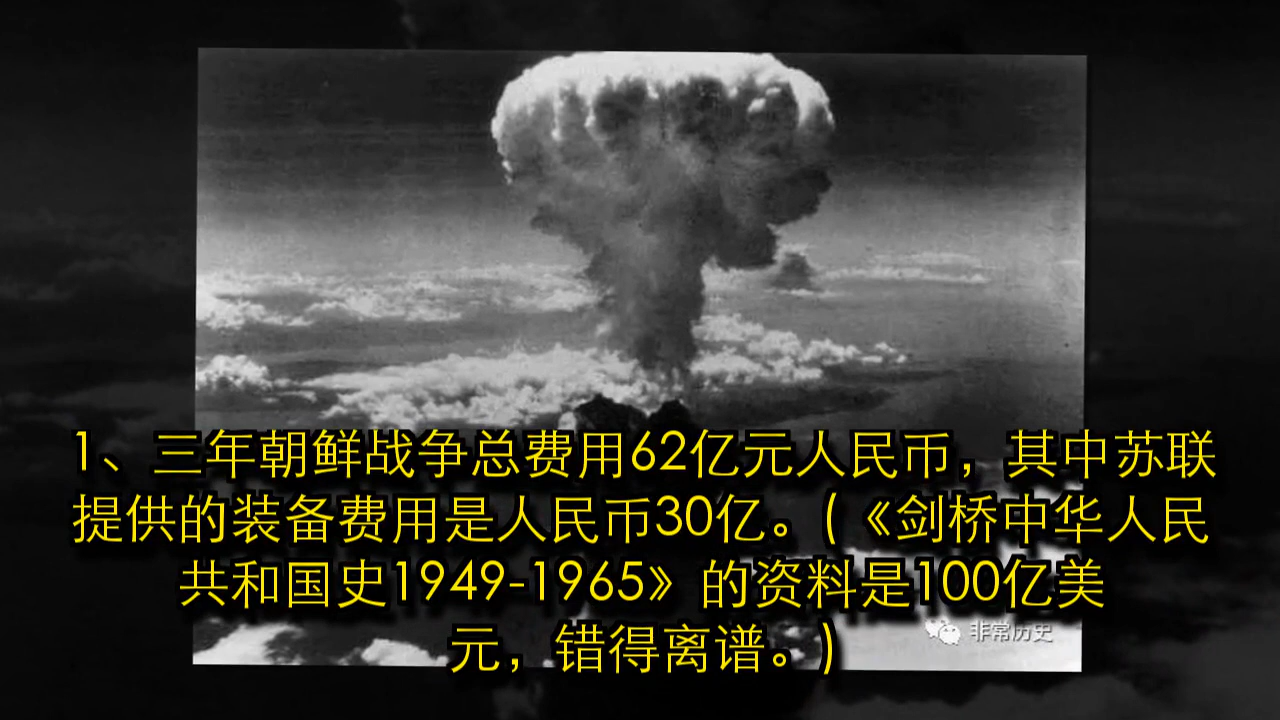 1、三年朝鲜战争总费用62亿元人民币，其中苏联
提供的装备费用是人民币30亿。(《剑桥中华人民
共和国史1949-1965》的资料是100亿美
元，错得离谱。)
非常历史